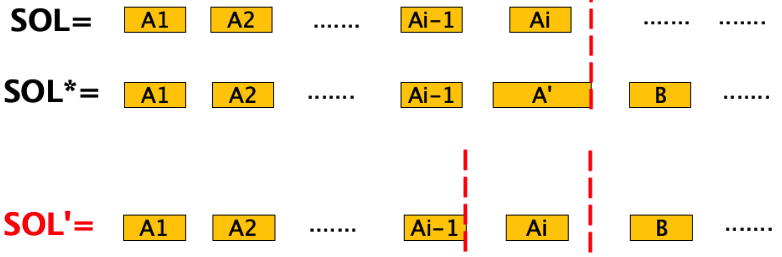 SOL= A1 A2 ....... Ai-1 Ai ....... .......
SOL*= A1 A2 ....... Ai-1 A' B .......
SOL'= A1 A2 ....... Ai-1 Ai B .......